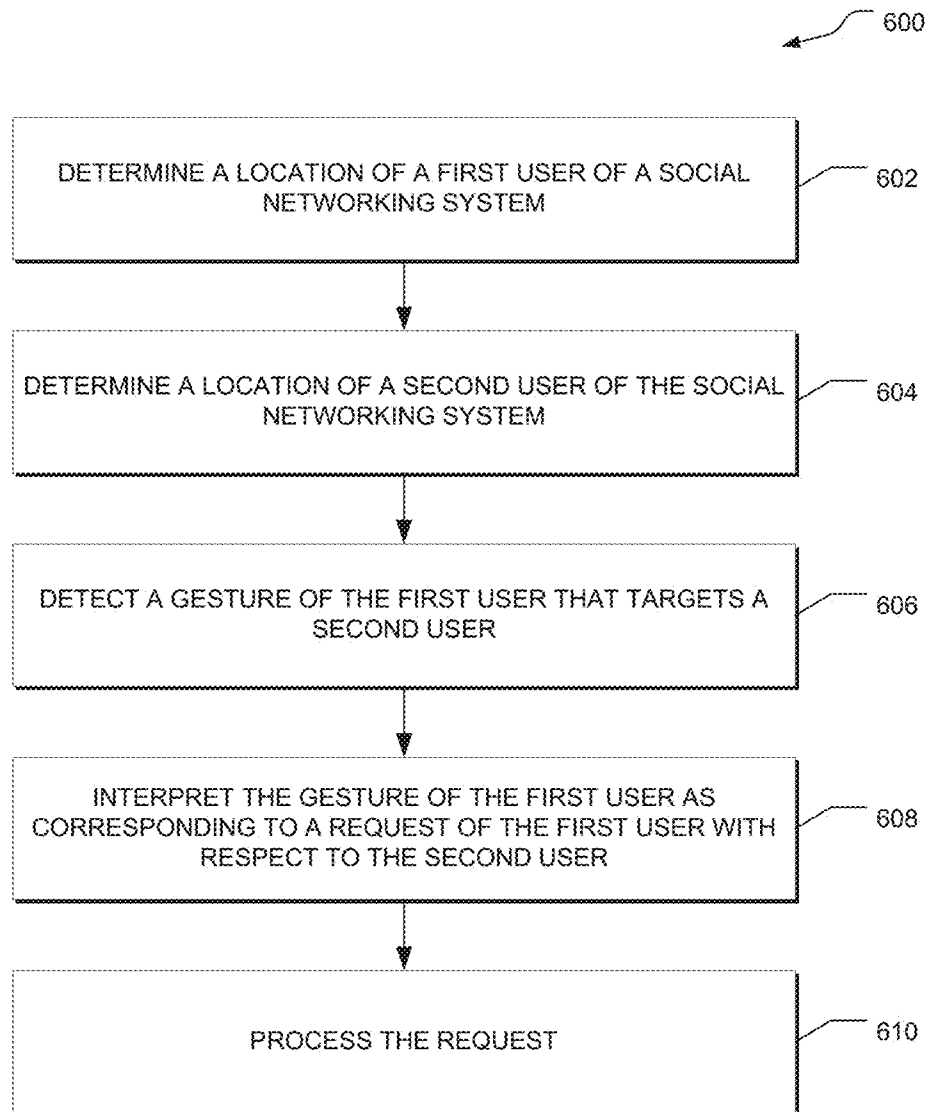 600
DETERMINE A LOCATION OF A FIRST USER OF A SOCIAL
NETWORKING SYSTEM
602
DETERMINE A LOCATION OF A SECOND USER OF THE SOCIAL
NETWORKING SYSTEM
604
DETECT A GESTURE OF THE FIRST USER THAT TARGETS A
SECOND USER
606
INTERPRET THE GESTURE OF THE FIRST USER AS
CORRESPONDING TO A REQUEST OF THE FIRST USER WITH
RESPECT TO THE SECOND USER
608
PROCESS THE REQUEST
610